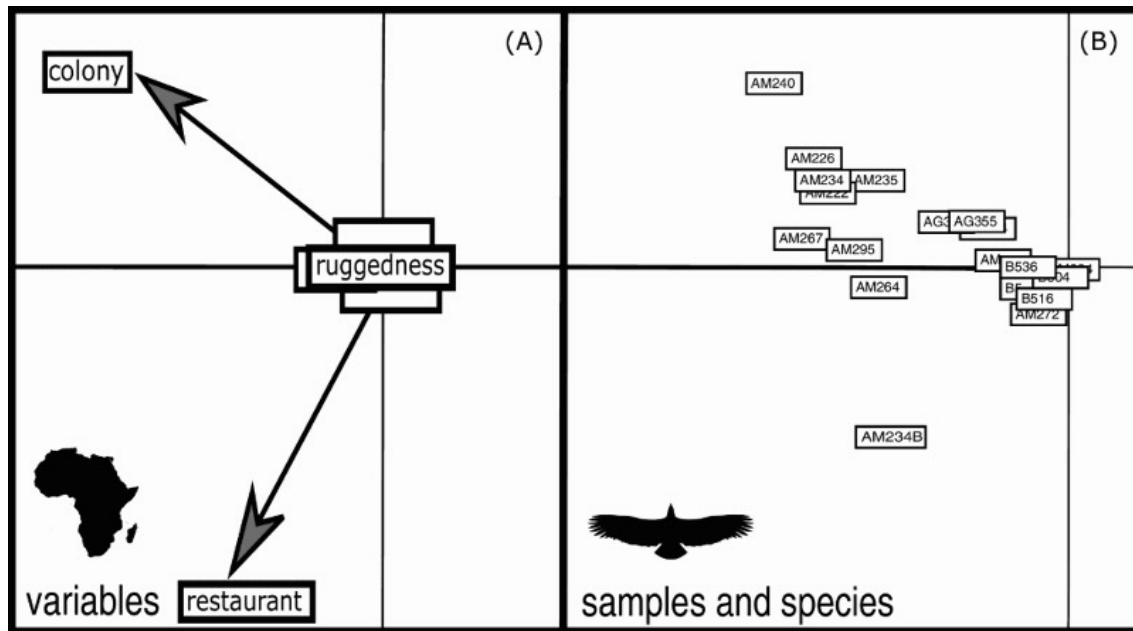 (A)
colony
ruggedness
variables
restaurant
(B)
AM240
AM226
AM234
AM235
AM222
AG355
AM267
AM295
B536
AM264
B516
AM272
AM234B
samples and species